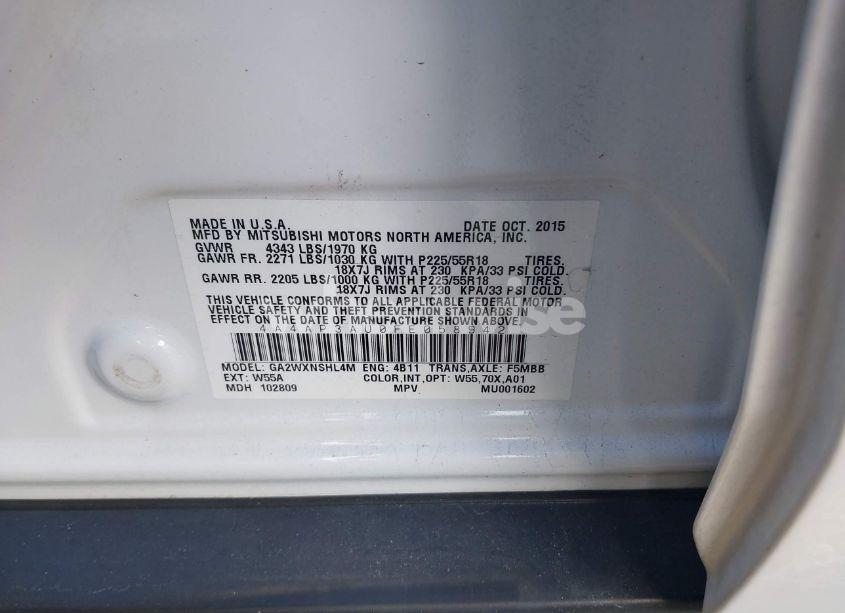 MADE IN U.S.A. DATE OCT. 2015
MFD BY MITSUBISHI MOTORS NORTH AMERICA, INC.
GVWR 4343 LBS/1970 KG
GAWR FR. 2271 LBS/1030 KG WITH P225/55R18 TIRES.
18X7J RIMS AT 230 KPA/33 PSI COLD.
GAWR RR. 2205 LBS/1000 KG WITH P225/55R18 TIRES.
18X7J RIMS AT 230 KPA/33 PSI COLD.
THIS VEHICLE CONFORMS TO ALL APPLICABLE FEDERAL MOTOR
VEHICLE SAFETY AND THEFT PREVENTION STANDARDS IN
EFFECT ON THE DATE OF MANUFACTURE SHOWN ABOVE.
4A4AP3AU0FE058942
MODEL: GA2WXNSHL4M ENG: 4B11 TRANS,AXLE: F5MBB
EXT: W55A COLOR,INT,OPT: W55,70X,A01
MDH 102809 MPV MU001602